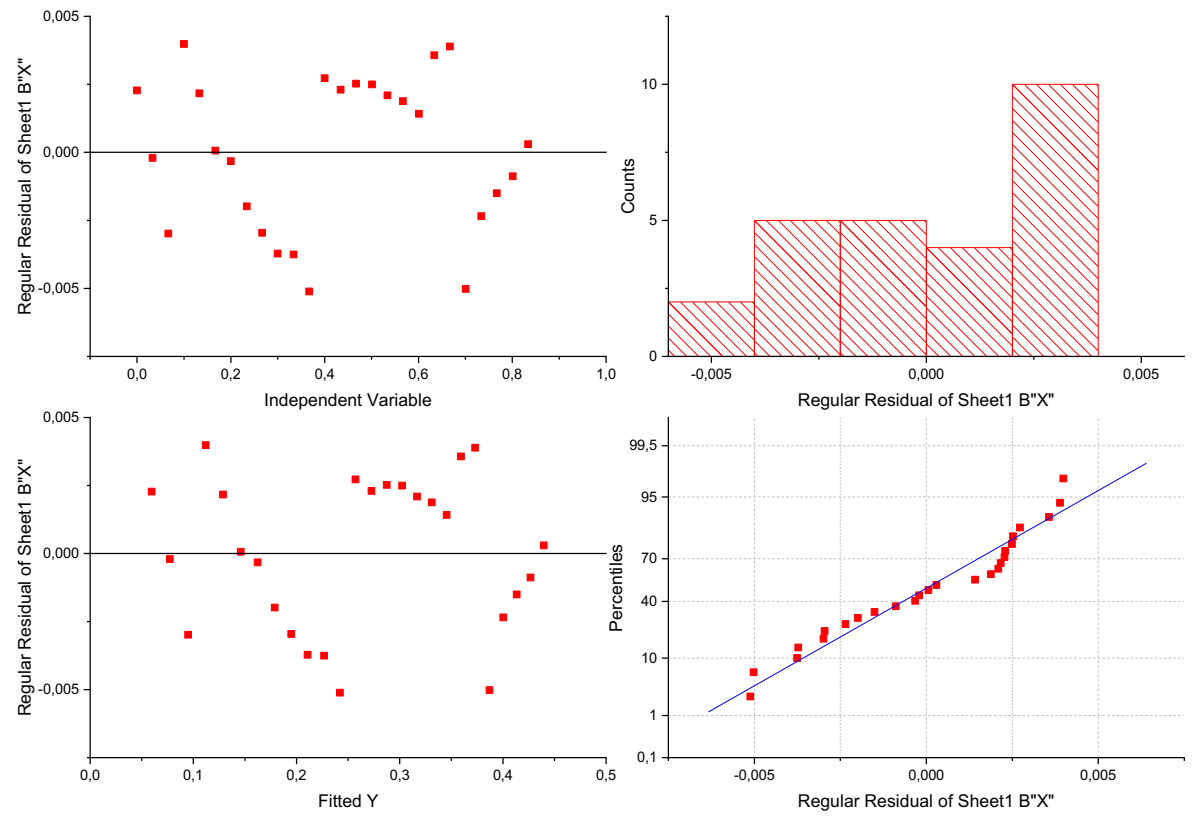 0,005
0,000
-0,005
Regular Residual of Sheet1 B"X"
0,0 0,2 0,4 0,6 0,8 1,0
Independent Variable
10
5
0
Counts
-0,005 0,000 0,005
Regular Residual of Sheet1 B"X"
0,005
0,000
-0,005
Regular Residual of Sheet1 B"X"
0,0 0,1 0,2 0,3 0,4 0,5
Fitted Y
99,5
95
70
40
10
1
0,1
Percentiles
-0,005 0,000 0,005
Regular Residual of Sheet1 B"X"